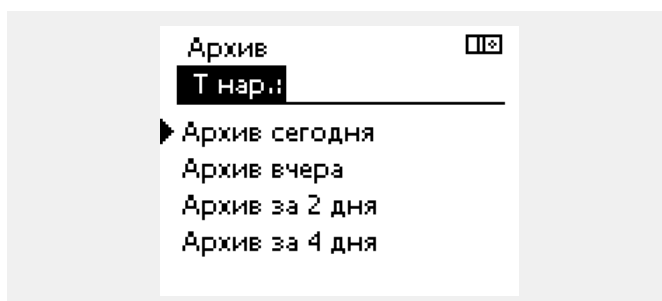 Архив
Т нар.:
Архив сегодня
Архив вчера
Архив за 2 дня
Архив за 4 дня